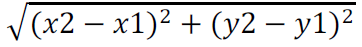 √(x2 − x1)² + (y2 − y1)²